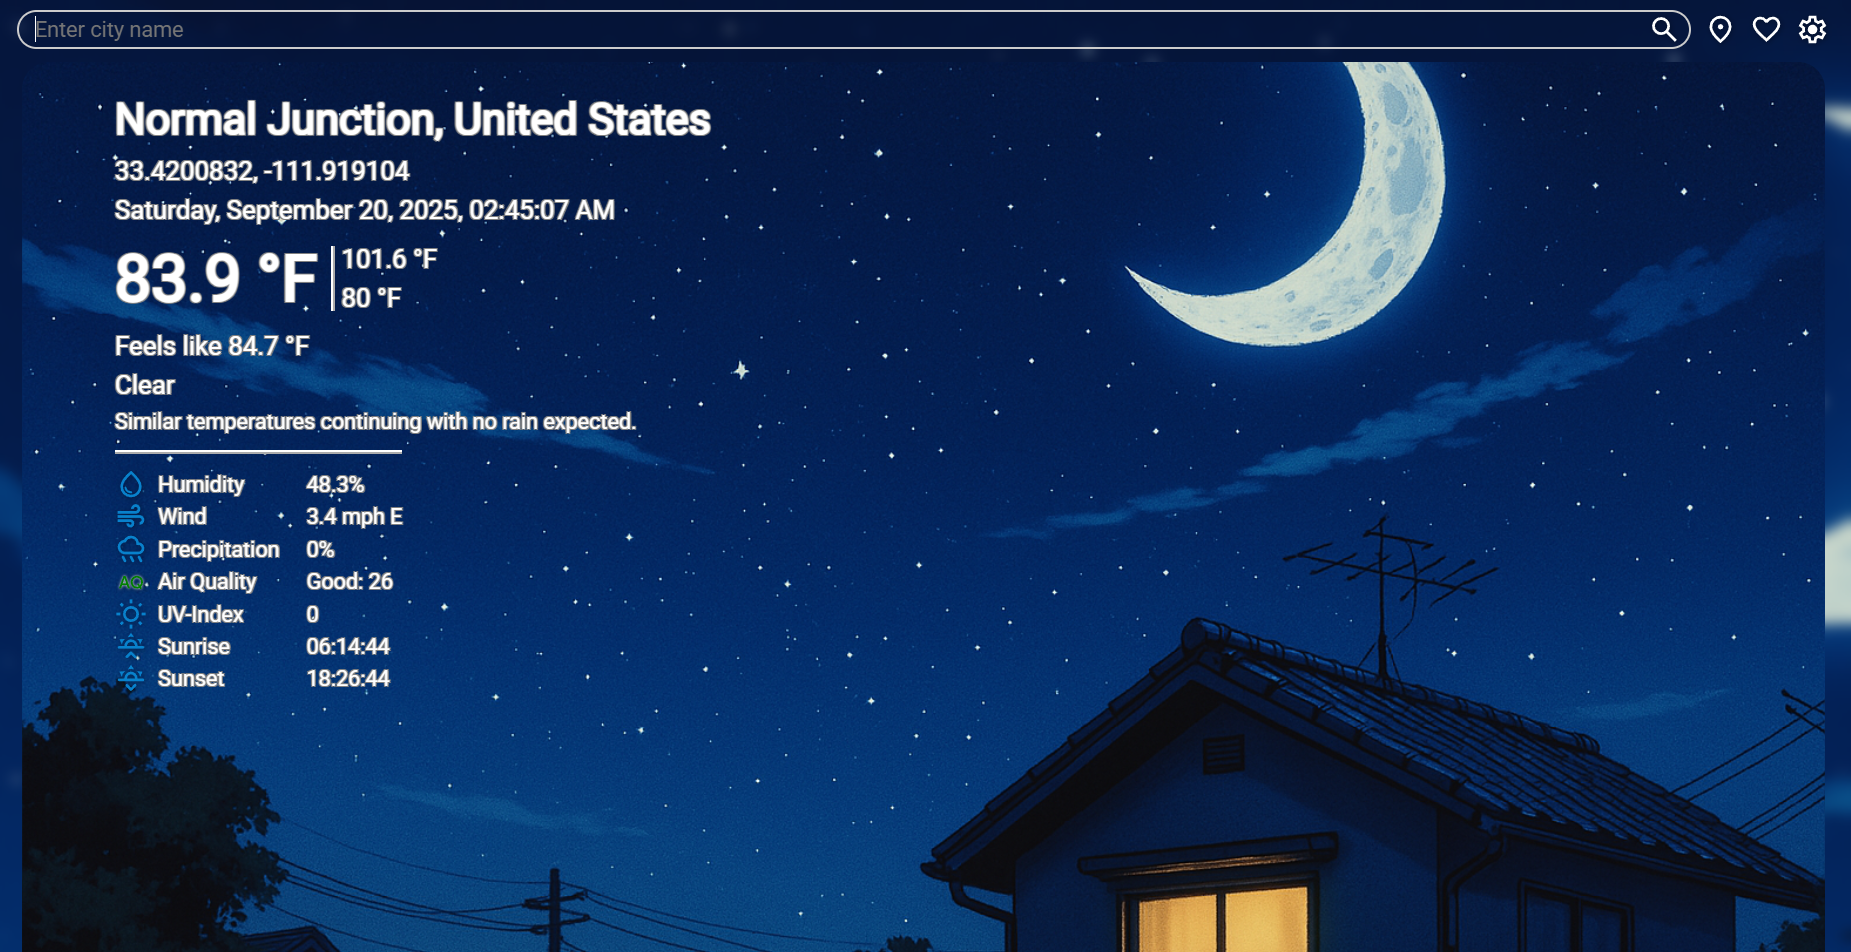 Enter city name
Normal Junction, United States
33.4200832, -111.919104
Saturday, September 20, 2025, 02:45:07 AM
83.9 °F
101.6 °F
80 °F
Feels like 84.7 °F
Clear
Similar temperatures continuing with no rain expected.
Humidity 48.3%
Wind 3.4 mph E
Precipitation 0%
AQ Air Quality Good: 26
UV-Index 0
Sunrise 06:14:44
Sunset 18:26:44